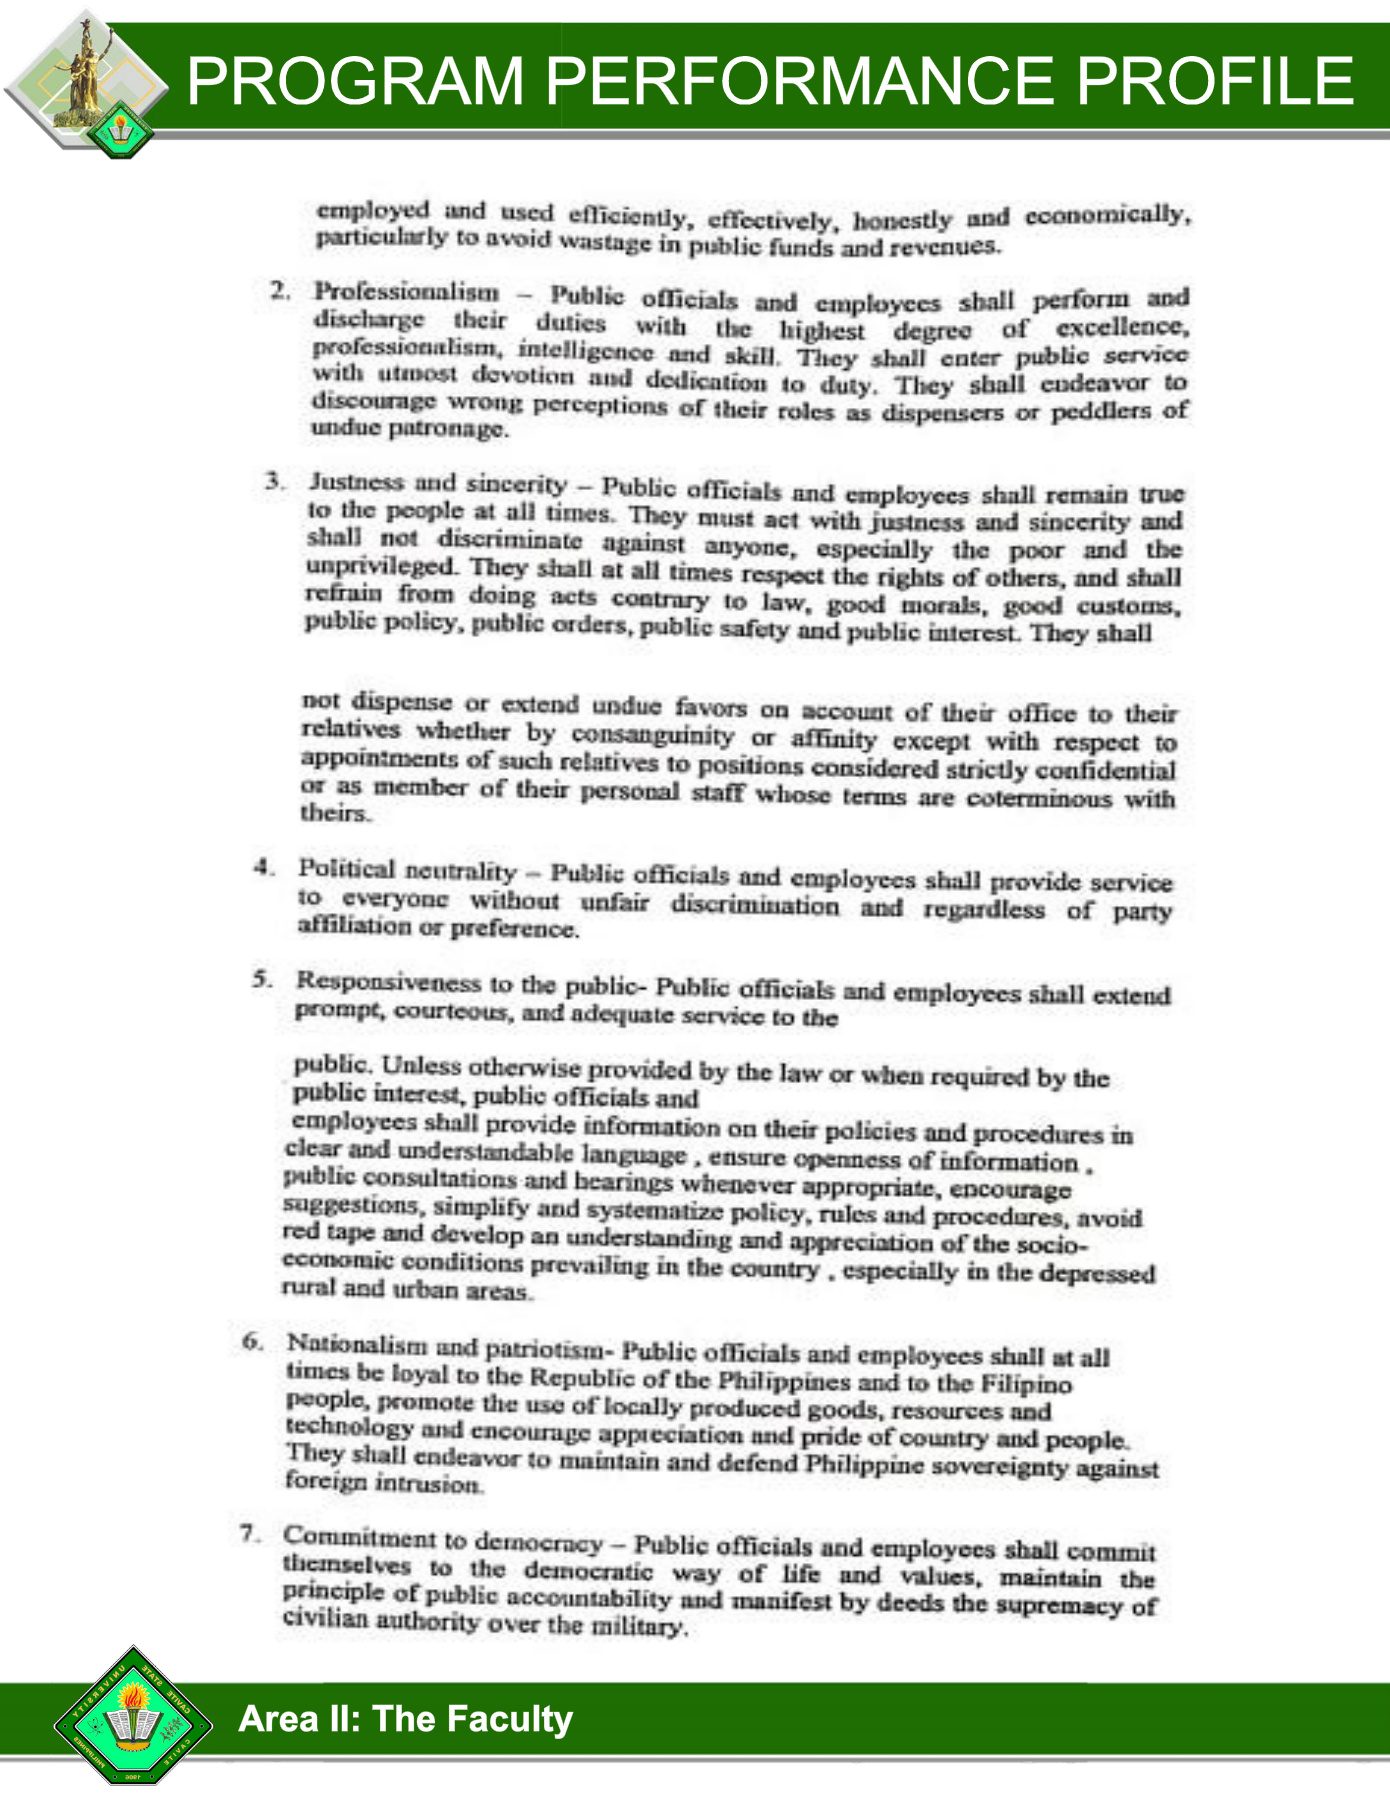 PROGRAM PERFORMANCE PROFILE
employed and used efficiently, effectively, honestly and economically,
particularly to avoid wastage in public funds and revenues.
2. Professionalism – Public officials and employees shall perform and
discharge their duties with the highest degree of excellence,
professionalism, intelligence and skill. They shall enter public service
with utmost devotion and dedication to duty. They shall endeavor to
discourage wrong perceptions of their roles as dispensers or peddlers of
undue patronage.
3. Justness and sincerity – Public officials and employees shall remain true
to the people at all times. They must act with justness and sincerity and
shall not discriminate against anyone, especially the poor and the
unprivileged. They shall at all times respect the rights of others, and shall
refrain from doing acts contrary to law, good morals, good customs,
public policy, public orders, public safety and public interest. They shall
not dispense or extend undue favors on account of their office to their
relatives whether by consanguinity or affinity except with respect to
appointments of such relatives to positions considered strictly confidential
or as member of their personal staff whose terms are coterminous with
theirs.
4. Political neutrality – Public officials and employees shall provide service
to everyone without unfair discrimination and regardless of party
affiliation or preference.
5. Responsiveness to the public- Public officials and employees shall extend
prompt, courteous, and adequate service to the
public. Unless otherwise provided by the law or when required by the
public interest, public officials and
employees shall provide information on their policies and procedures in
clear and understandable language , ensure openness of information ,
public consultations and hearings whenever appropriate, encourage
suggestions, simplify and systematize policy, rules and procedures, avoid
red tape and develop an understanding and appreciation of the socio-
economic conditions prevailing in the country , especially in the depressed
rural and urban areas.
6. Nationalism and patriotism- Public officials and employees shall at all
times be loyal to the Republic of the Philippines and to the Filipino
people, promote the use of locally produced goods, resources and
technology and encourage appreciation and pride of country and people.
They shall endeavor to maintain and defend Philippine sovereignty against
foreign intrusion.
7. Commitment to democracy – Public officials and employees shall commit
themselves to the democratic way of life and values, maintain the
principle of public accountability and manifest by deeds the supremacy of
civilian authority over the military.
CAVITE STATE UNIVERSITY
CAVITE
PHILIPPINES
1906
Area II: The Faculty